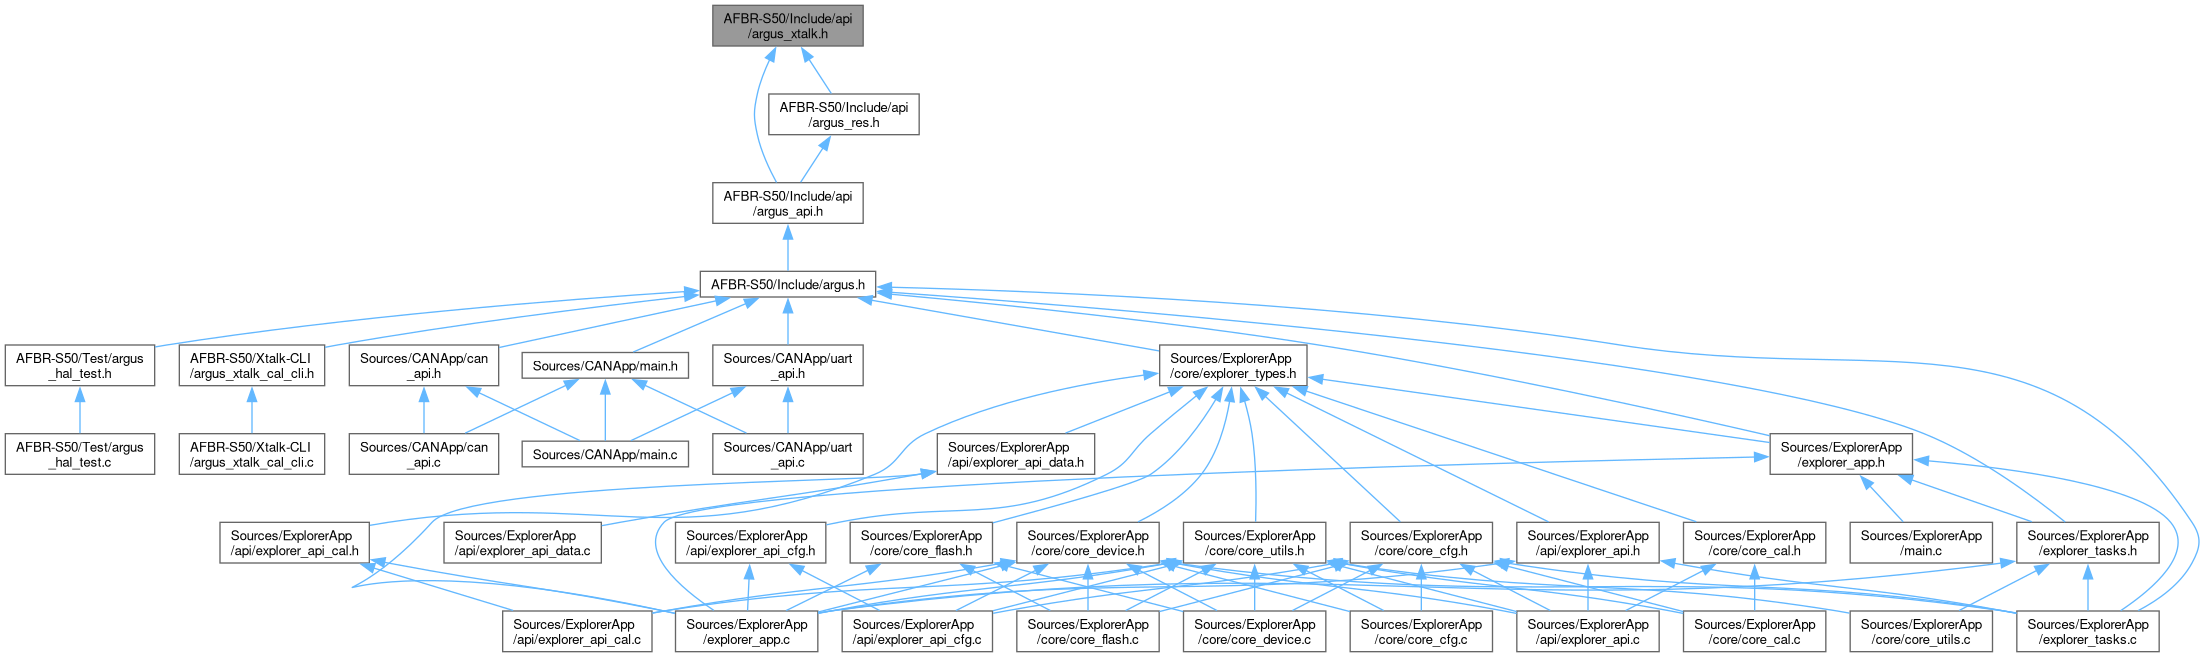 AFBR-S50/Include/api
/argus_xtalk.h
AFBR-S50/Include/api
/argus_res.h
AFBR-S50/Include/api
/argus_api.h
AFBR-S50/Include/argus.h
AFBR-S50/Test/argus
_hal_test.h
AFBR-S50/Xtalk-CLI
/argus_xtalk_cal_cli.h
Sources/CANApp/can
_api.h
Sources/CANApp/main.h
Sources/CANApp/uart
_api.h
Sources/ExplorerApp
/core/explorer_types.h
AFBR-S50/Test/argus
_hal_test.c
AFBR-S50/Xtalk-CLI
/argus_xtalk_cal_cli.c
Sources/CANApp/can
_api.c
Sources/CANApp/main.c
Sources/CANApp/uart
_api.c
Sources/ExplorerApp
/api/explorer_api_data.h
Sources/ExplorerApp
/explorer_app.h
Sources/ExplorerApp
/api/explorer_api_cal.h
Sources/ExplorerApp
/api/explorer_api_data.c
Sources/ExplorerApp
/api/explorer_api_cfg.h
Sources/ExplorerApp
/core/core_flash.h
Sources/ExplorerApp
/core/core_device.h
Sources/ExplorerApp
/core/core_utils.h
Sources/ExplorerApp
/core/core_cfg.h
Sources/ExplorerApp
/api/explorer_api.h
Sources/ExplorerApp
/core/core_cal.h
Sources/ExplorerApp
/main.c
Sources/ExplorerApp
/explorer_tasks.h
Sources/ExplorerApp
/api/explorer_api_cal.c
Sources/ExplorerApp
/explorer_app.c
Sources/ExplorerApp
/api/explorer_api_cfg.c
Sources/ExplorerApp
/core/core_flash.c
Sources/ExplorerApp
/core/core_device.c
Sources/ExplorerApp
/core/core_cfg.c
Sources/ExplorerApp
/api/explorer_api.c
Sources/ExplorerApp
/core/core_cal.c
Sources/ExplorerApp
/core/core_utils.c
Sources/ExplorerApp
/explorer_tasks.c